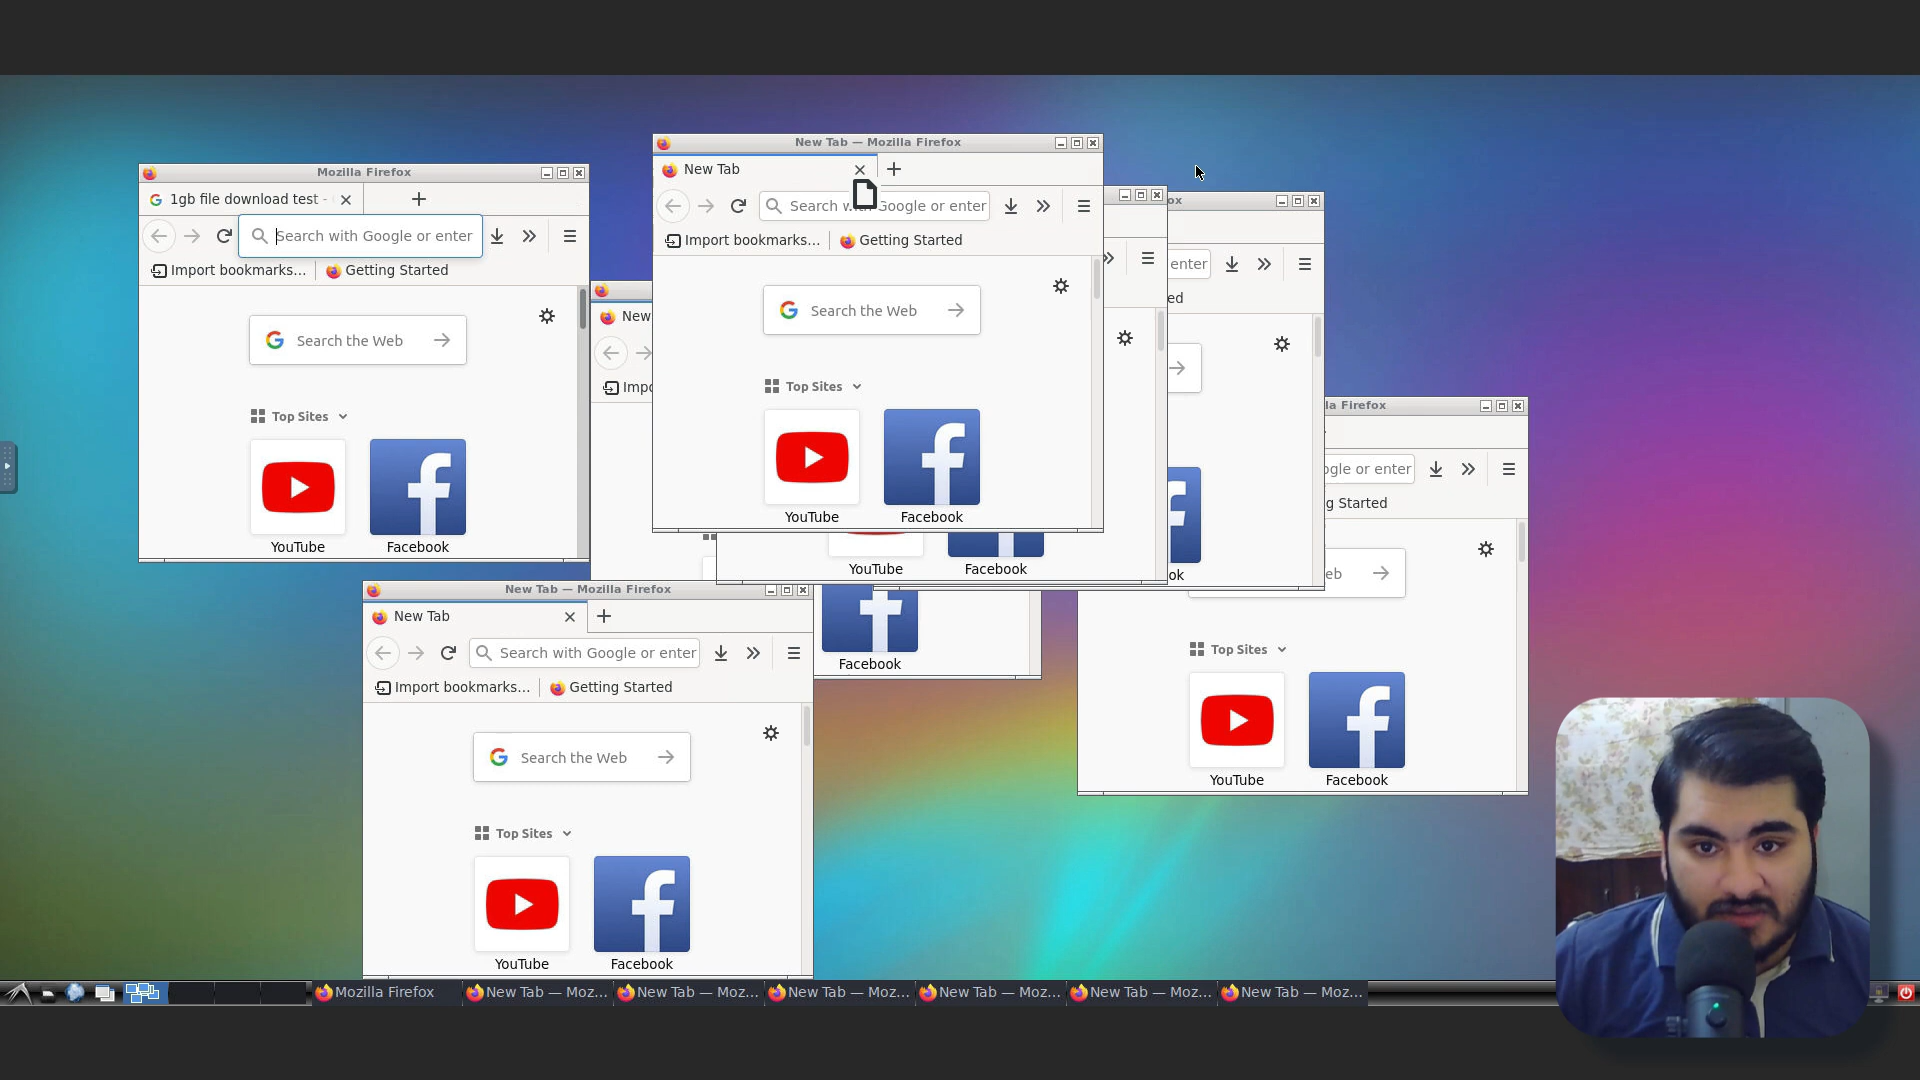 Mozilla Firefox
1gb file download test -
Search with Google or enter
Import bookmarks...
Getting Started
Search the Web
Top Sites
YouTube
Facebook
New
New Tab — Mozilla Firefox
New Tab
Search with Google or enter
Import bookmarks...
Getting Started
Search the Web
Top Sites
YouTube
Facebook
YouTube
Facebook
enter
la Firefox
ogle or enter
g Started
eb
Top Sites
YouTube
Facebook
Facebook
New Tab — Mozilla Firefox
New Tab
Search with Google or enter
Import bookmarks...
Getting Started
Search the Web
Top Sites
YouTube
Facebook
Mozilla Firefox
New Tab — Moz...
New Tab — Moz...
New Tab — Moz...
New Tab — Moz...
New Tab — Moz...
New Tab — Moz...